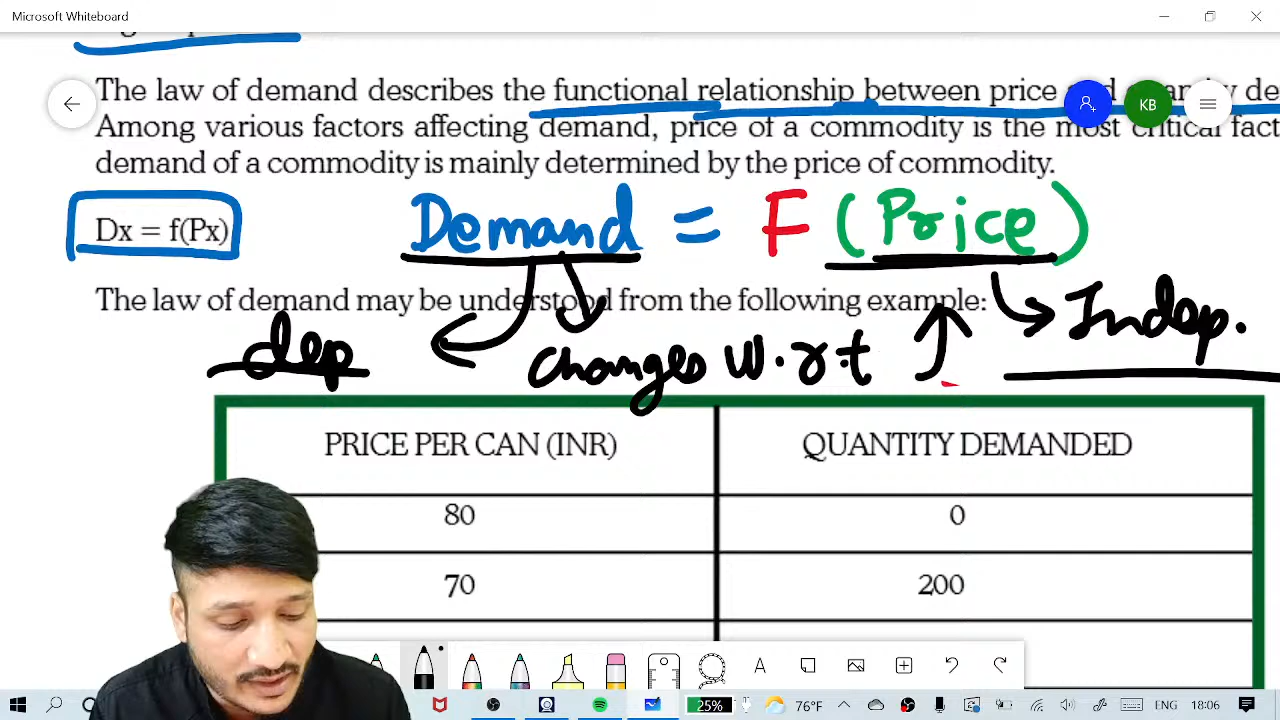 Microsoft Whiteboard
The law of demand describes the functional relationship between price
KB
Among various factors affecting demand, price of a commodity is the most critical
demand of a commodity is mainly determined by the price of commodity.
Dx = f(Px)
Demand = F (Price)
The law of demand may be understood from the following example:
dep
changes w.r.t
Indep.
PRICE PER CAN (INR) QUANTITY DEMANDED
80 0
70 200
A
25% 76°F ENG 18:06